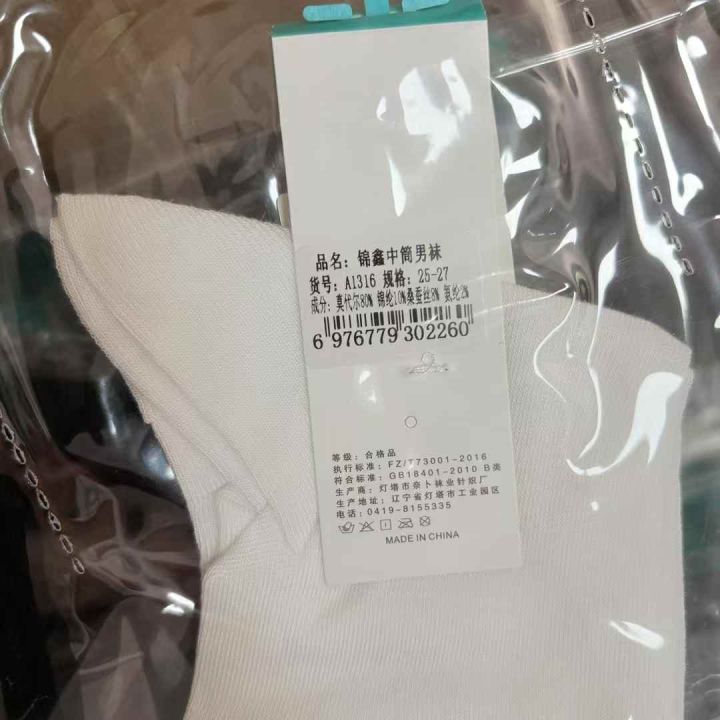 品名：锦鑫中筒男袜
货号：A1316 规格：25-27
成分：莫代尔80% 锦纶10%桑蚕丝8% 氨纶2%
6 976779 302260
等级：合格品
执行标准：FZ/T73001-2016
符合标准：GB18401-2010 B类
生产商：灯塔市奈卜袜业针织厂
生产地址：辽宁省灯塔市工业园区
电话：0419-8155335
MADE IN CHINA